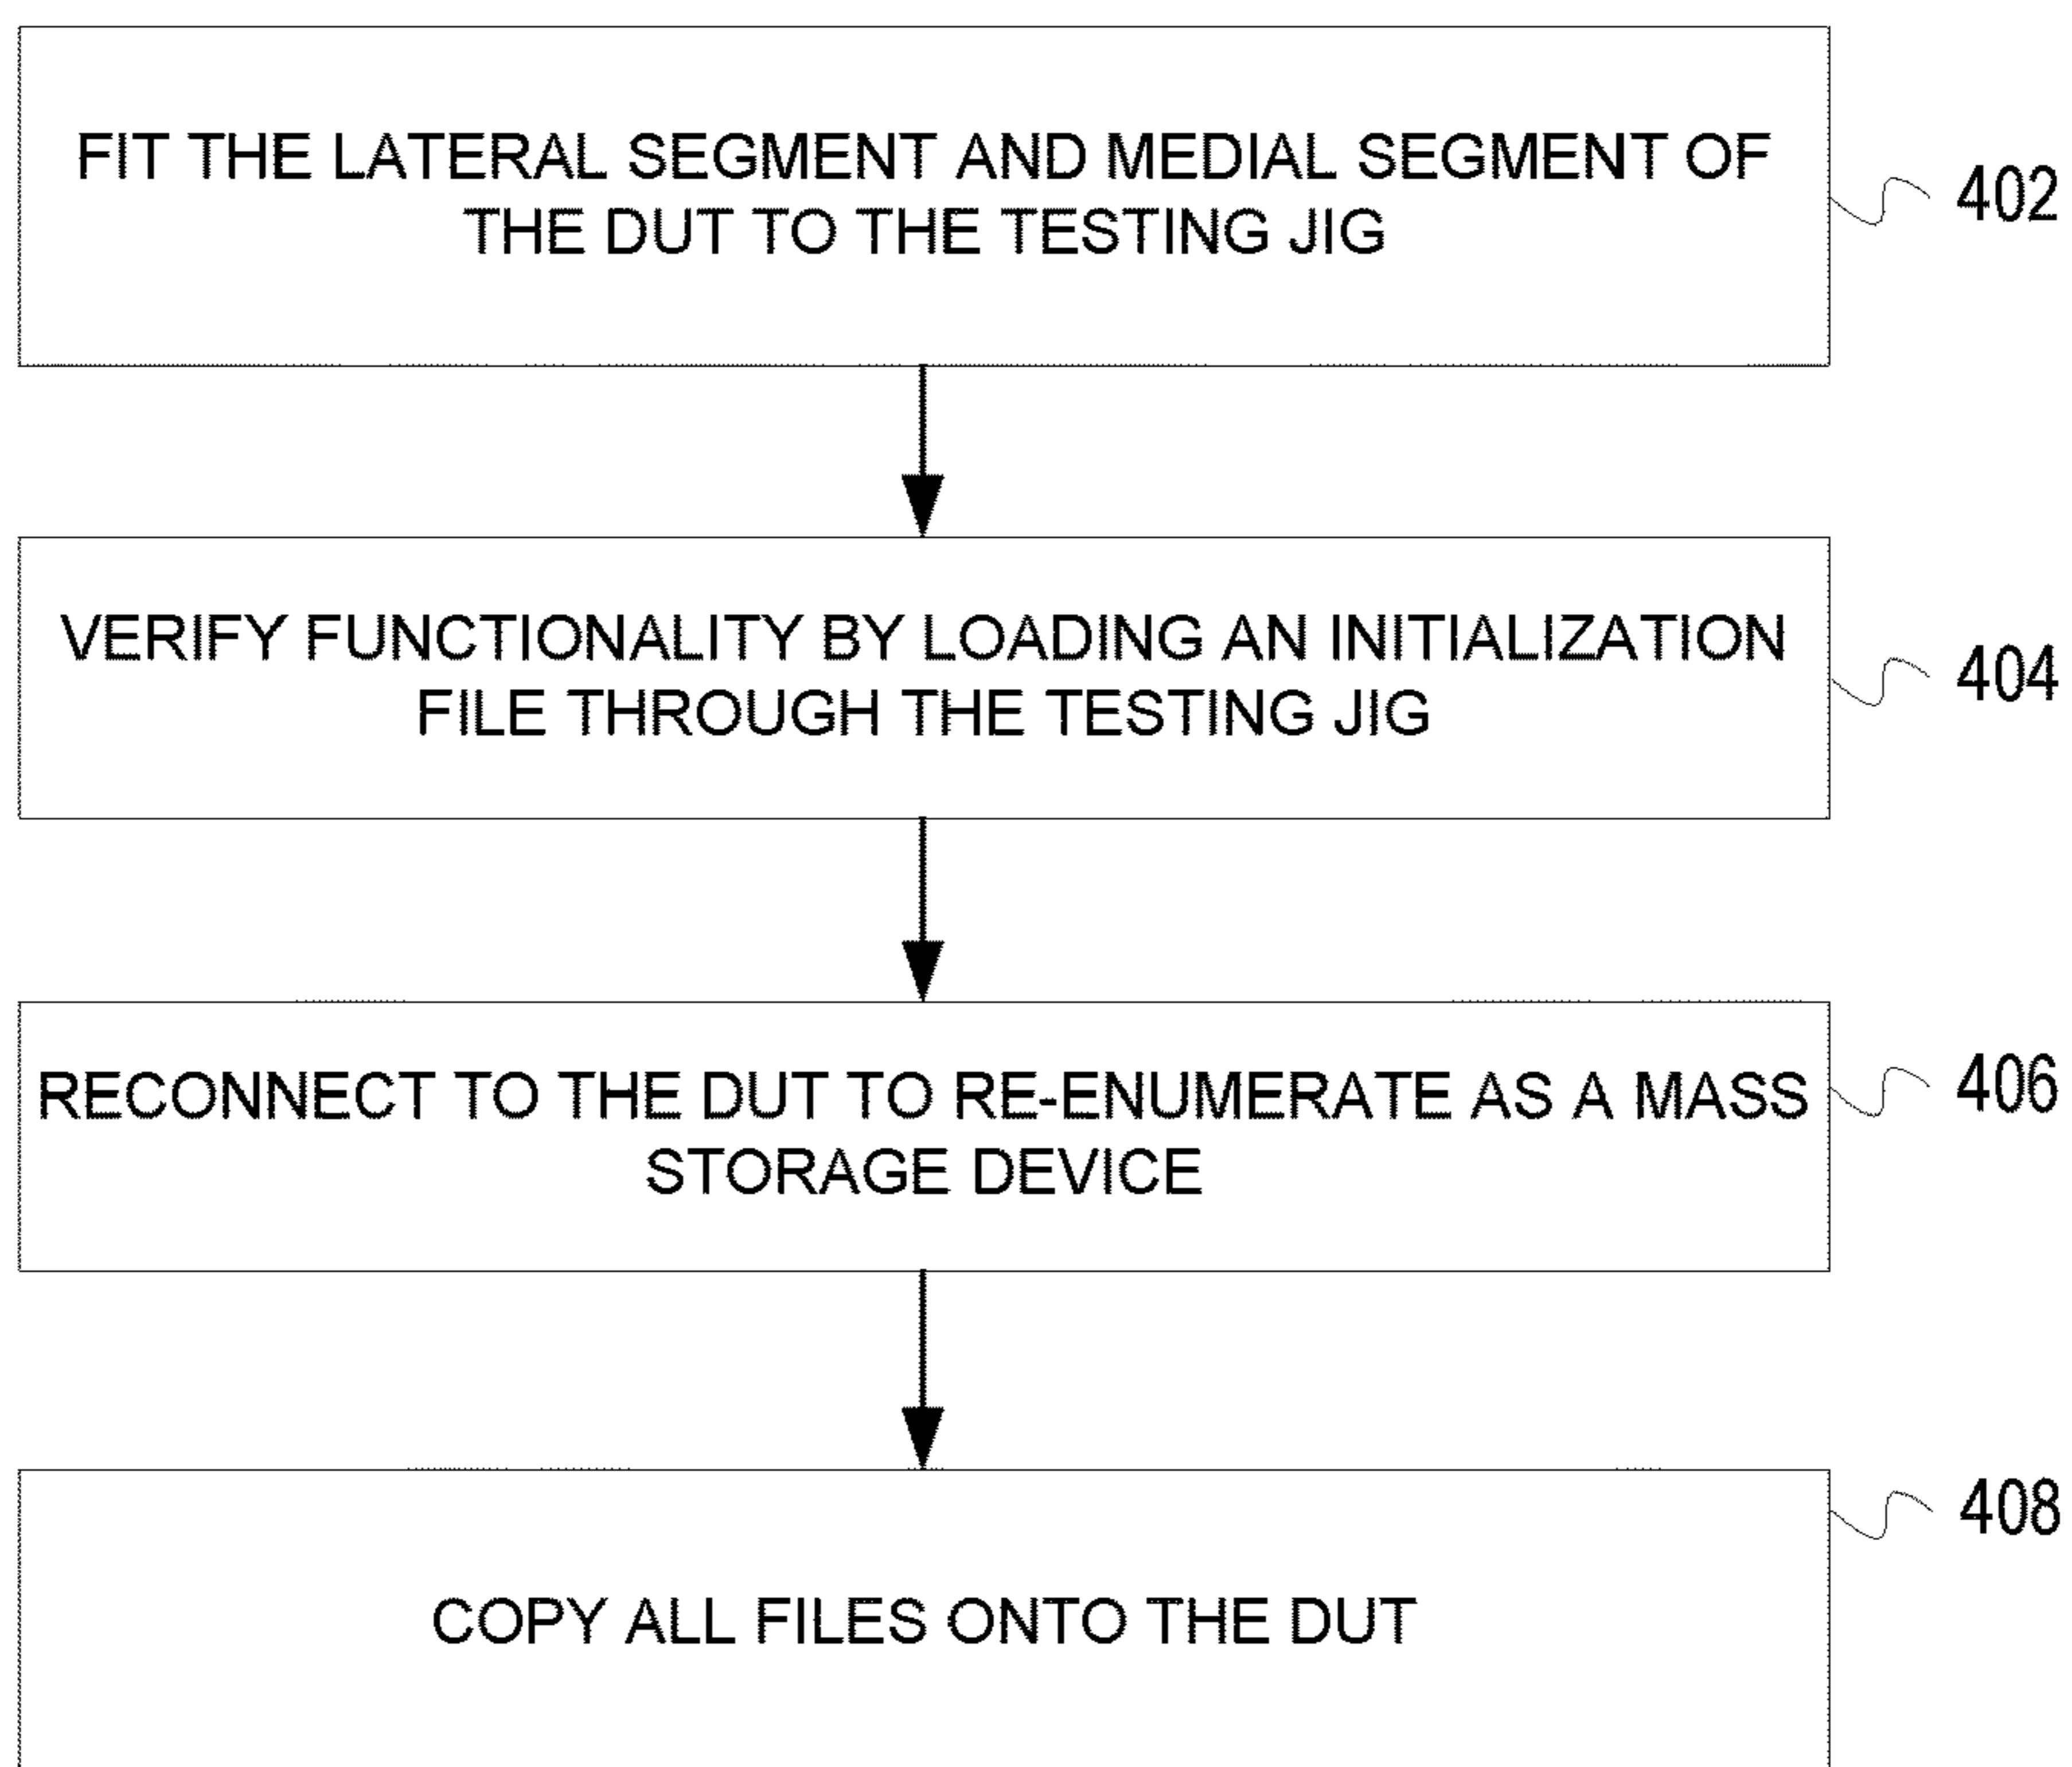 FIT THE LATERAL SEGMENT AND MEDIAL SEGMENT OF
THE DUT TO THE TESTING JIG
402
VERIFY FUNCTIONALITY BY LOADING AN INITIALIZATION
FILE THROUGH THE TESTING JIG
404
RECONNECT TO THE DUT TO RE-ENUMERATE AS A MASS
STORAGE DEVICE
406
COPY ALL FILES ONTO THE DUT
408